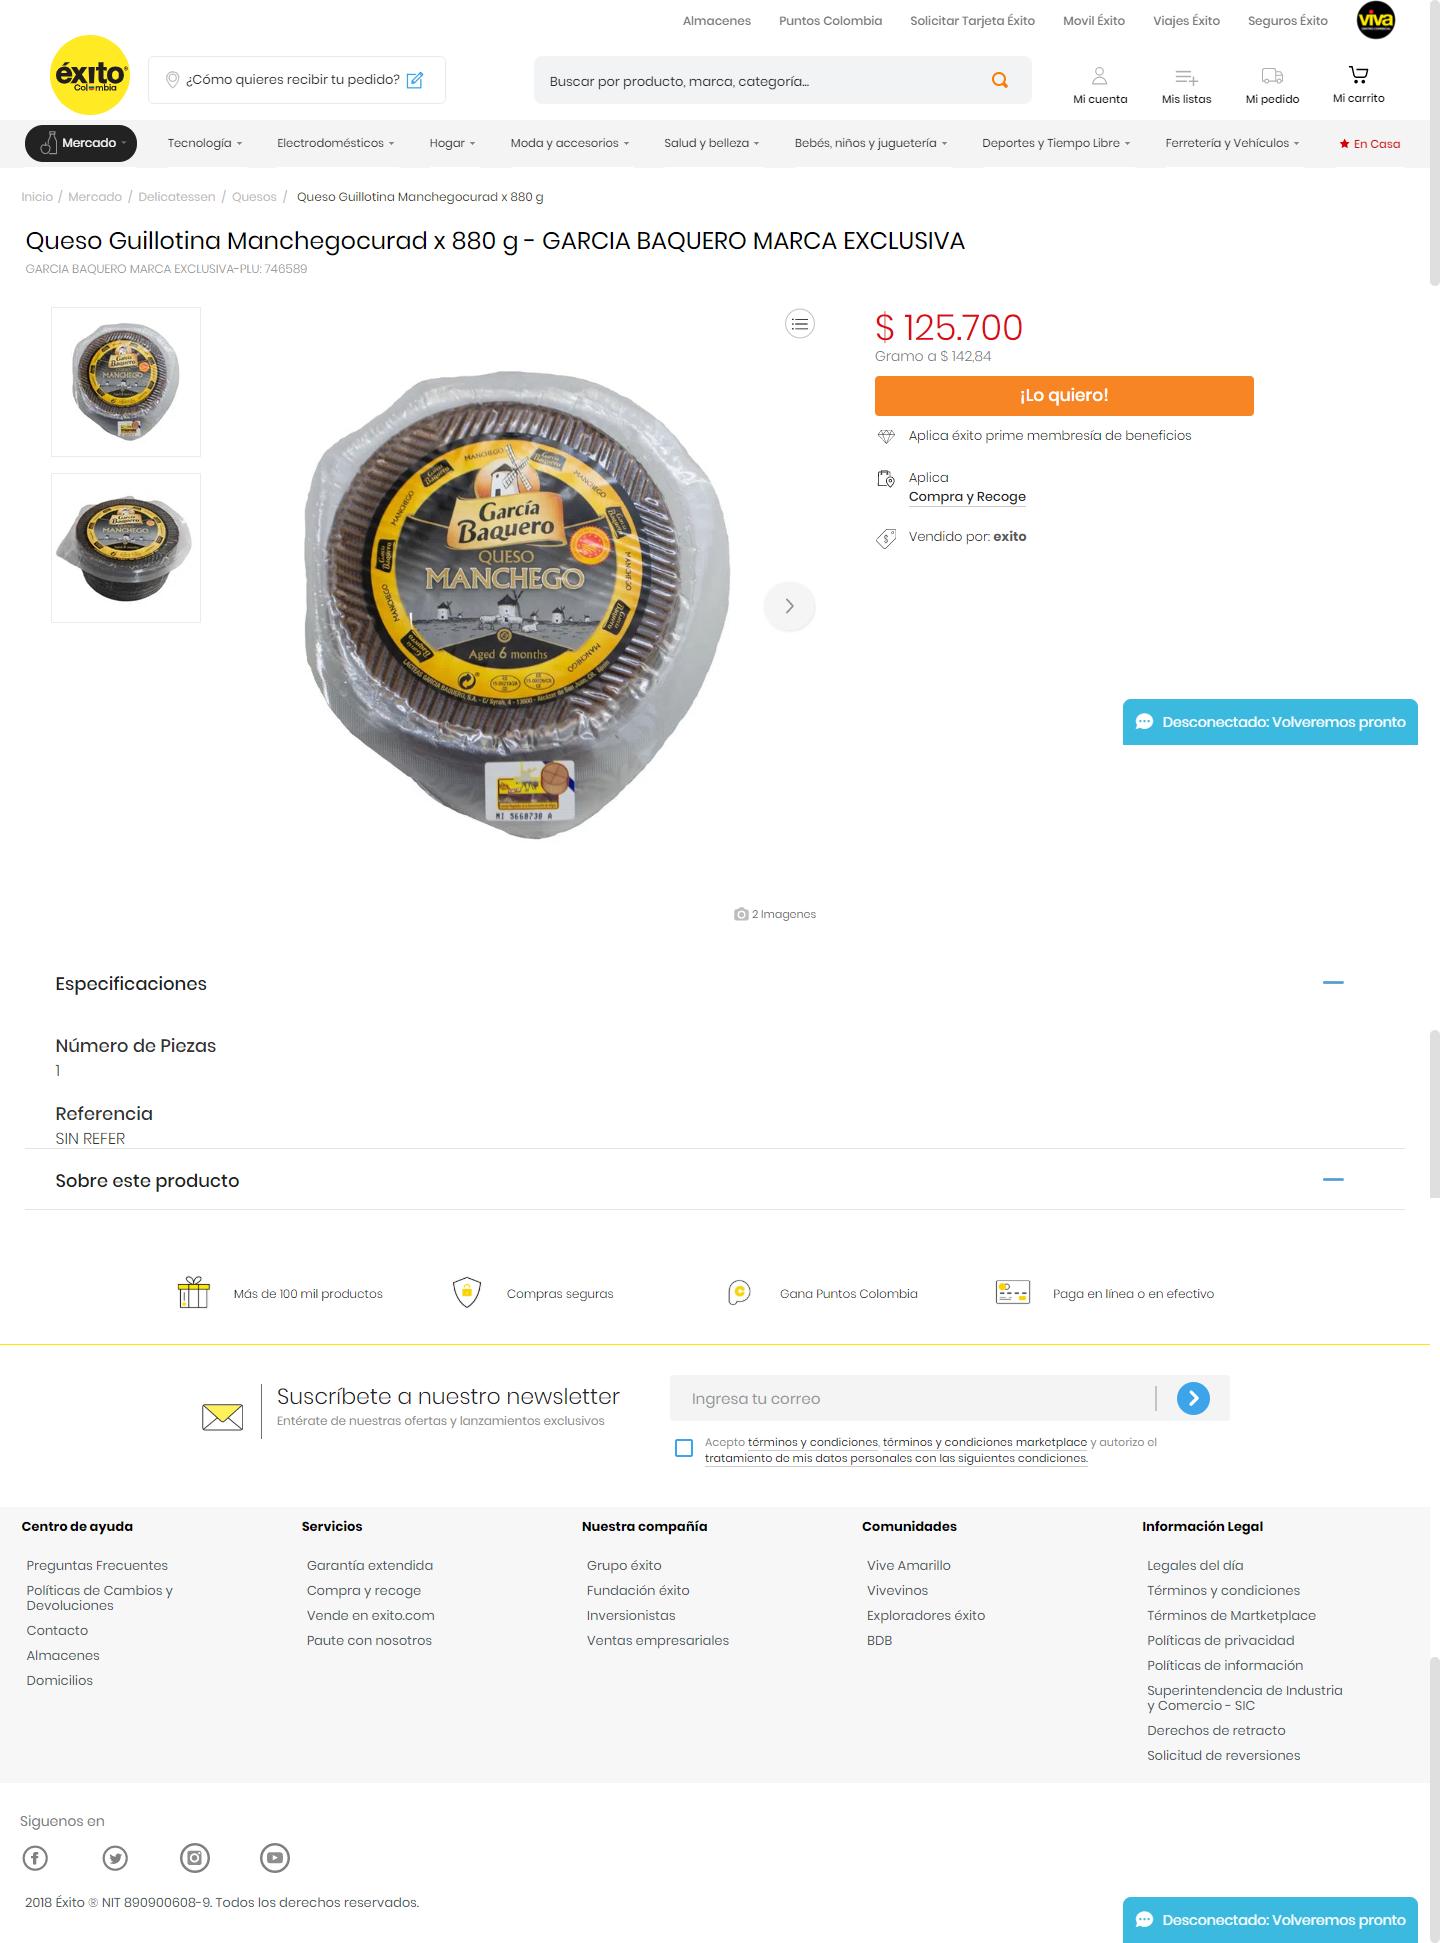 Almacenes Puntos Colombia Solicitar Tarjeta Éxito Movil Éxito Viajes Éxito Seguros Éxito viva
éxito
Colombia
¿Cómo quieres recibir tu pedido?
Buscar por producto, marca, categoría...
Mi cuenta Mis listas Mi pedido Mi carrito
Mercado Tecnología Electrodomésticos Hogar Moda y accesorios Salud y belleza Bebés, niños y juguetería Deportes y Tiempo Libre Ferretería y Vehículos En Casa
Inicio / Mercado / Delicatessen / Quesos / Queso Guillotina Manchegocurad x 880 g
Queso Guillotina Manchegocurad x 880 g - GARCIA BAQUERO MARCA EXCLUSIVA
GARCIA BAQUERO MARCA EXCLUSIVA-PLU: 746589
García
Baquero
QUESO
MANCHEGO
Aged 6 months
MI 5660730 A
$ 125.700
Gramo a $ 142,84
¡Lo quiero!
Aplica éxito prime membresía de beneficios
Aplica
Compra y Recoge
Vendido por: exito
Desconectado: Volveremos pronto
2 Imagenes
Especificaciones
Número de Piezas
1
Referencia
SIN REFER
Sobre este producto
Más de 100 mil productos
Compras seguras
Gana Puntos Colombia
Paga en línea o en efectivo
Suscríbete a nuestro newsletter
Entérate de nuestras ofertas y lanzamientos exclusivos
Ingresa tu correo
Acepto términos y condiciones, términos y condiciones marketplace y autorizo el
tratamiento de mis datos personales con las siguientes condiciones.
Centro de ayuda
Preguntas Frecuentes
Políticas de Cambios y
Devoluciones
Contacto
Almacenes
Domicilios
Servicios
Garantía extendida
Compra y recoge
Vende en exito.com
Paute con nosotros
Nuestra compañía
Grupo éxito
Fundación éxito
Inversionistas
Ventas empresariales
Comunidades
Vive Amarillo
Vivevinos
Exploradores éxito
BDB
Información Legal
Legales del día
Términos y condiciones
Términos de Martketplace
Políticas de privacidad
Políticas de información
Superintendencia de Industria
y Comercio - SIC
Derechos de retracto
Solicitud de reversiones
Siguenos en
2018 Éxito ® NIT 890900608-9. Todos los derechos reservados.
Desconectado: Volveremos pronto